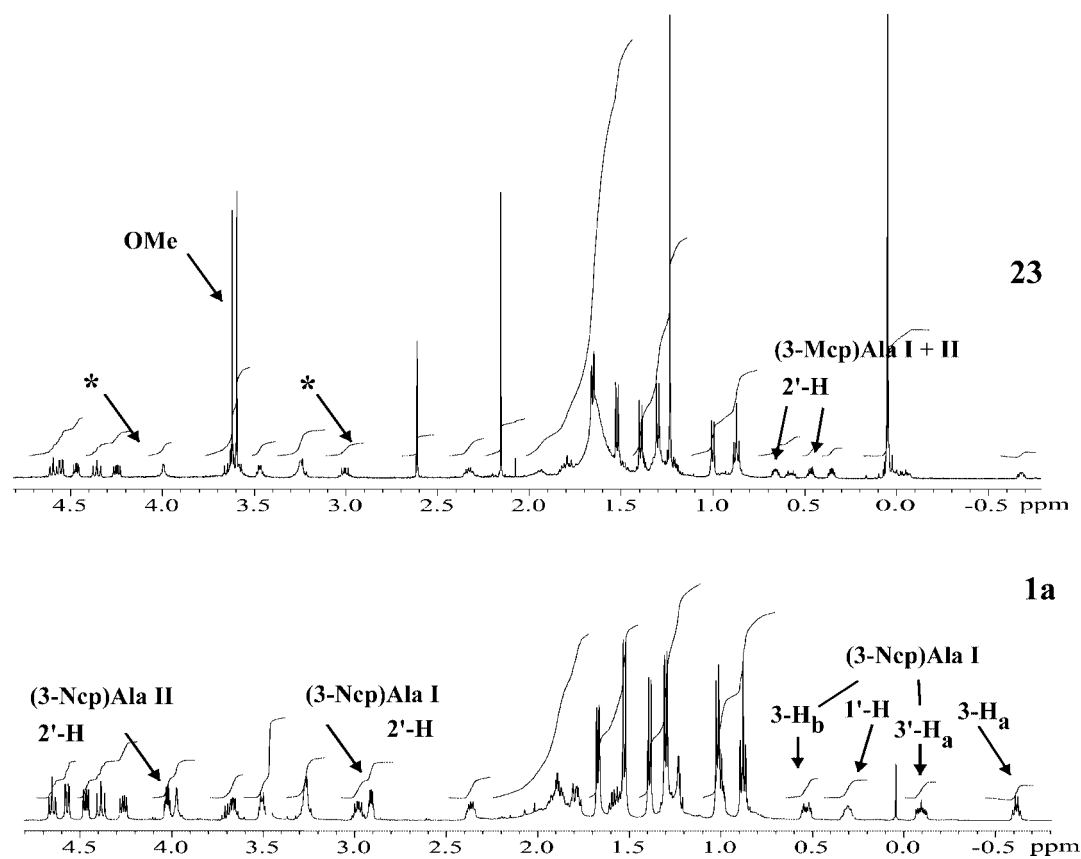 OMe
23
(3-Mcp)Ala I + II
2'-H
*
*
4.5 4.0 3.5 3.0 2.5 2.0 1.5 1.0 0.5 0.0 -0.5 ppm
1a
(3-Ncp)Ala I
(3-Ncp)Ala II
2'-H
(3-Ncp)Ala I
2'-H
3-Hb
1'-H
3'-Ha
3-Ha
4.5 4.0 3.5 3.0 2.5 2.0 1.5 1.0 0.5 0.0 ppm